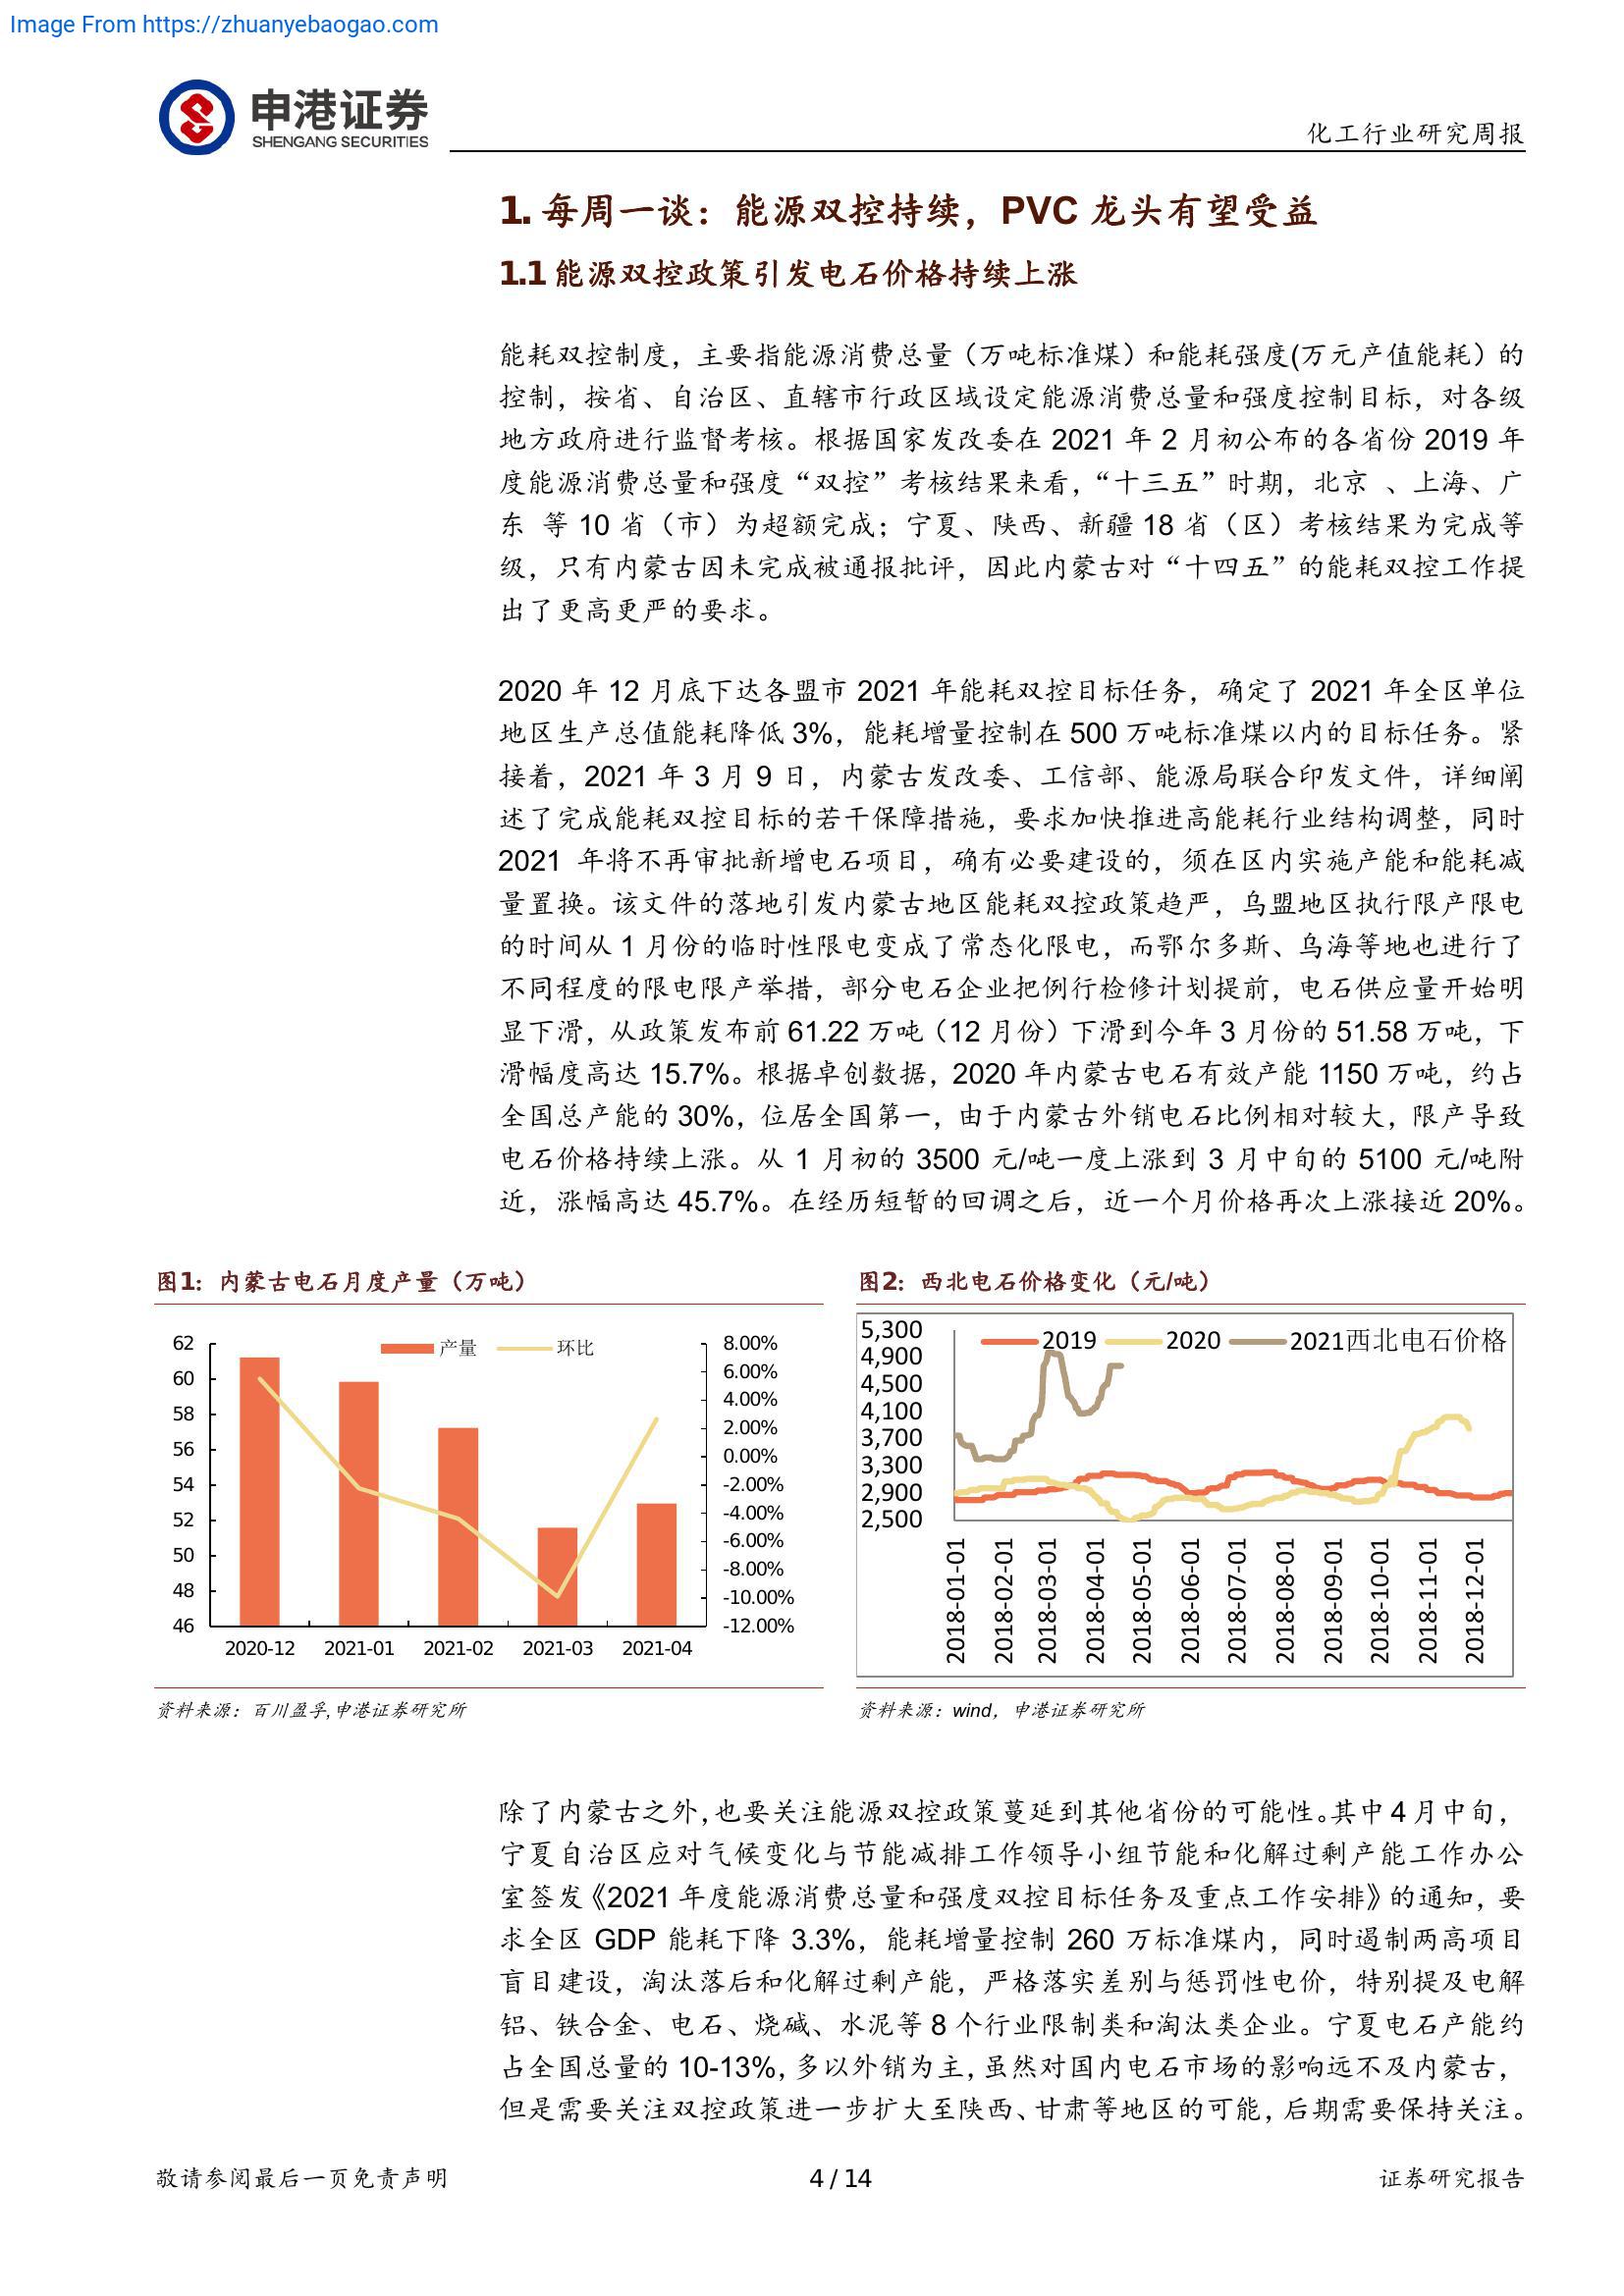 Image From https://zhuanyebaogao.com
申港证券
SHENGANG SECURITIES
化工行业研究周报
1. 每周一谈：能源双控持续，PVC 龙头有望受益
1.1 能源双控政策引发电石价格持续上涨
能耗双控制度，主要指能源消费总量（万吨标准煤）和能耗强度(万元产值能耗）的
控制，按省、自治区、直辖市行政区域设定能源消费总量和强度控制目标，对各级
地方政府进行监督考核。根据国家发改委在 2021 年 2 月初公布的各省份 2019 年
度能源消费总量和强度“双控”考核结果来看，“十三五”时期，北京 、上海、广
东 等 10 省（市）为超额完成；宁夏、陕西、新疆 18 省（区）考核结果为完成等
级，只有内蒙古因未完成被通报批评，因此内蒙古对“十四五”的能耗双控工作提
出了更高更严的要求。
2020 年 12 月底下达各盟市 2021 年能耗双控目标任务，确定了 2021 年全区单位
地区生产总值能耗降低 3%，能耗增量控制在 500 万吨标准煤以内的目标任务。紧
接着，2021 年 3 月 9 日，内蒙古发改委、工信部、能源局联合印发文件，详细阐
述了完成能耗双控目标的若干保障措施，要求加快推进高能耗行业结构调整，同时
2021 年将不再审批新增电石项目，确有必要建设的，须在区内实施产能和能耗减
量置换。该文件的落地引发内蒙古地区能耗双控政策趋严，乌盟地区执行限产限电
的时间从 1 月份的临时性限电变成了常态化限电，而鄂尔多斯、乌海等地也进行了
不同程度的限电限产举措，部分电石企业把例行检修计划提前，电石供应量开始明
显下滑，从政策发布前 61.22 万吨（12 月份）下滑到今年 3 月份的 51.58 万吨，下
滑幅度高达 15.7%。根据卓创数据，2020 年内蒙古电石有效产能 1150 万吨，约占
全国总产能的 30%，位居全国第一，由于内蒙古外销电石比例相对较大，限产导致
电石价格持续上涨。从 1 月初的 3500 元/吨一度上涨到 3 月中旬的 5100 元/吨附
近，涨幅高达 45.7%。在经历短暂的回调之后，近一个月价格再次上涨接近 20%。
图1：内蒙古电石月度产量（万吨）
产量 环比
62
60
58
56
54
52
50
48
46
8.00%
6.00%
4.00%
2.00%
0.00%
-2.00%
-4.00%
-6.00%
-8.00%
-10.00%
-12.00%
2020-12 2021-01 2021-02 2021-03 2021-04
资料来源：百川盈孚,申港证券研究所
图2：西北电石价格变化（元/吨）
2019 2020 2021西北电石价格
5,300
4,900
4,500
4,100
3,700
3,300
2,900
2,500
2018-01-01
2018-02-01
2018-03-01
2018-04-01
2018-05-01
2018-06-01
2018-07-01
2018-08-01
2018-09-01
2018-10-01
2018-11-01
2018-12-01
资料来源：wind，申港证券研究所
除了内蒙古之外,也要关注能源双控政策蔓延到其他省份的可能性。其中 4 月中旬，
宁夏自治区应对气候变化与节能减排工作领导小组节能和化解过剩产能工作办公
室签发《2021 年度能源消费总量和强度双控目标任务及重点工作安排》的通知，要
求全区 GDP 能耗下降 3.3%，能耗增量控制 260 万标准煤内，同时遏制两高项目
盲目建设，淘汰落后和化解过剩产能，严格落实差别与惩罚性电价，特别提及电解
铝、铁合金、电石、烧碱、水泥等 8 个行业限制类和淘汰类企业。宁夏电石产能约
占全国总量的 10-13%，多以外销为主，虽然对国内电石市场的影响远不及内蒙古，
但是需要关注双控政策进一步扩大至陕西、甘肃等地区的可能，后期需要保持关注。
敬请参阅最后一页免责声明
4 / 14
证券研究报告